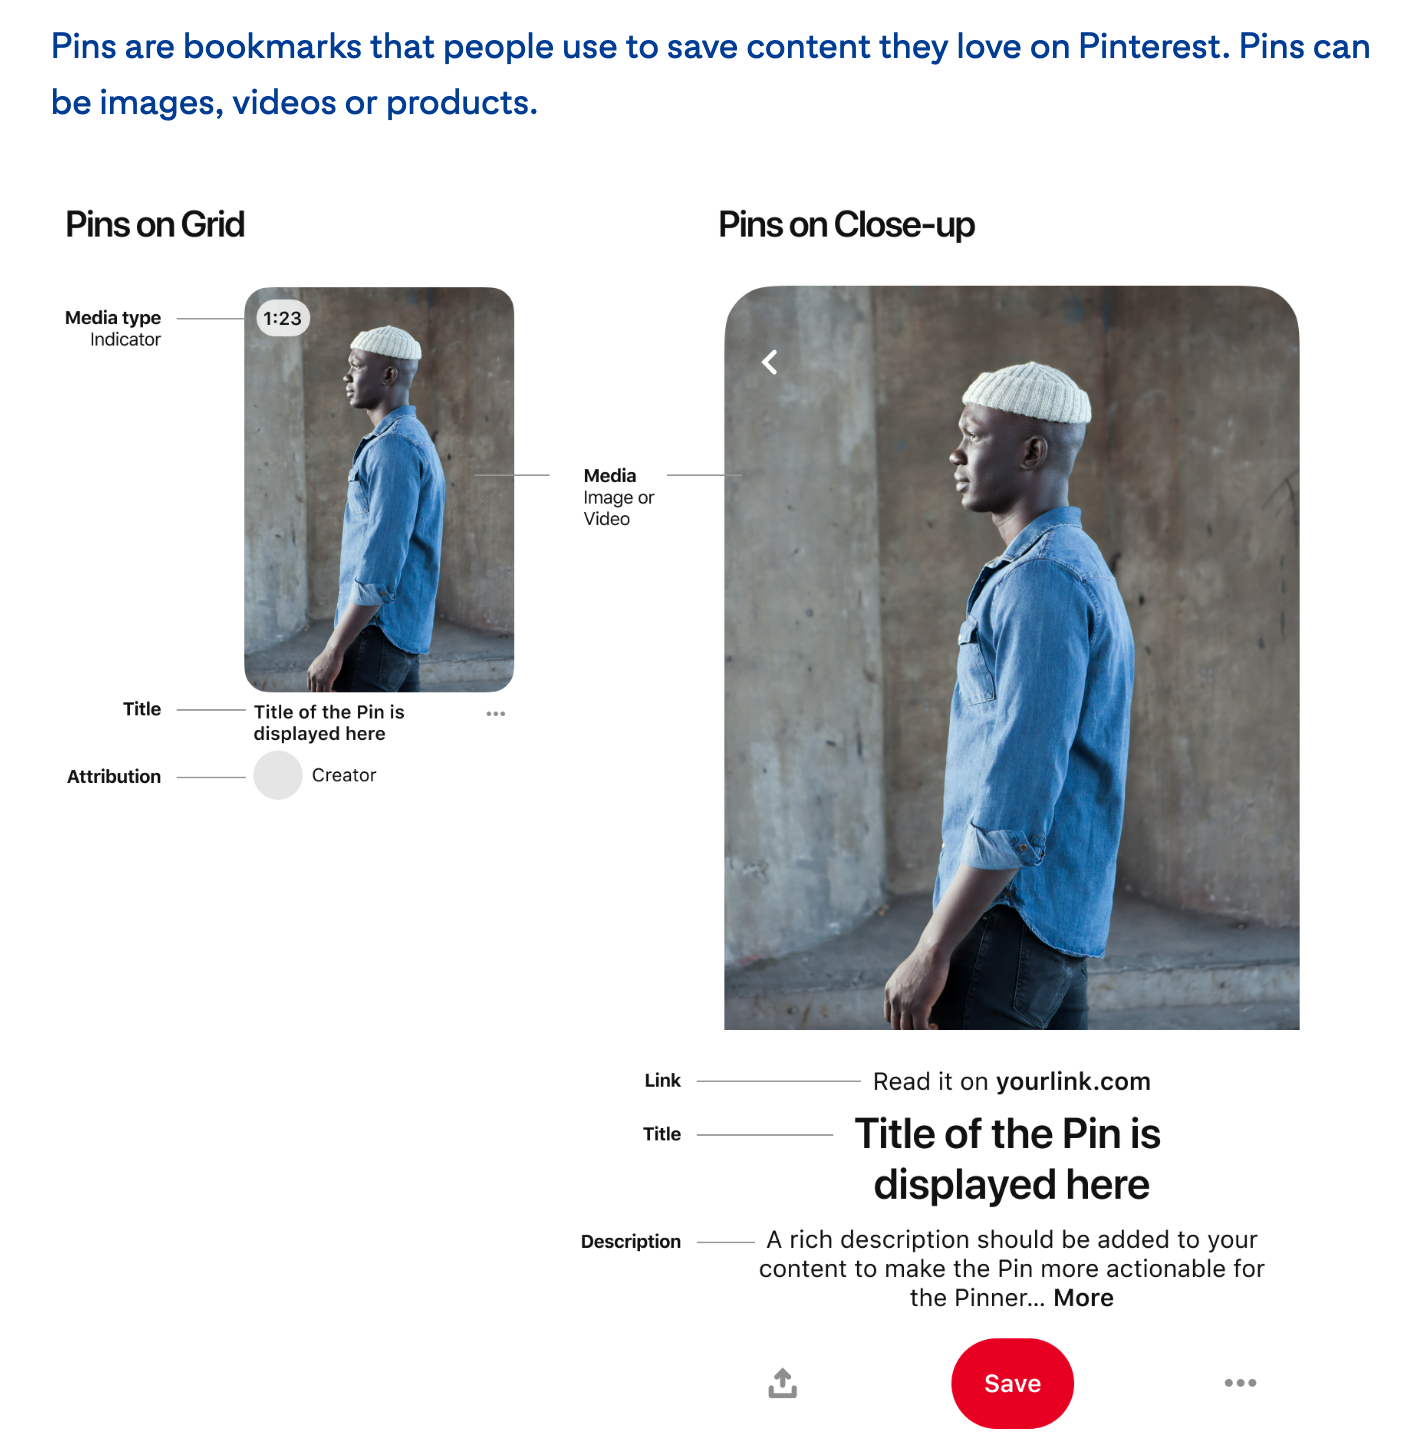 Pins are bookmarks that people use to save content they love on Pinterest. Pins can
be images, videos or products.
Pins on Grid
Media type
Indicator
1:23
Title
Title of the Pin is
displayed here
Attribution
Creator
Media
Image or
Video
Pins on Close-up
Link
Read it on yourlink.com
Title
Title of the Pin is
displayed here
Description
A rich description should be added to your
content to make the Pin more actionable for
the Pinner... More
Save